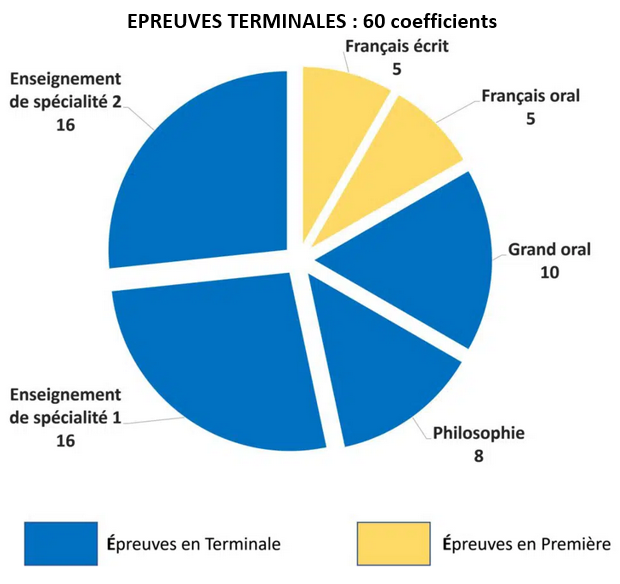 EPREUVES TERMINALES : 60 coefficients
Français écrit
5
Français oral
5
Grand oral
10
Philosophie
8
Enseignement
de spécialité 1
16
Enseignement
de spécialité 2
16
Épreuves en Terminale
Épreuves en Première